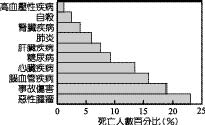 高血壓性疾病
自殺
腎臟疾病
肺炎
肝臟疾病
糖尿病
心臟疾病
腦血管疾病
事故傷害
惡性腫瘤
0 5 10 15 20 25
死亡人數百分比(%)